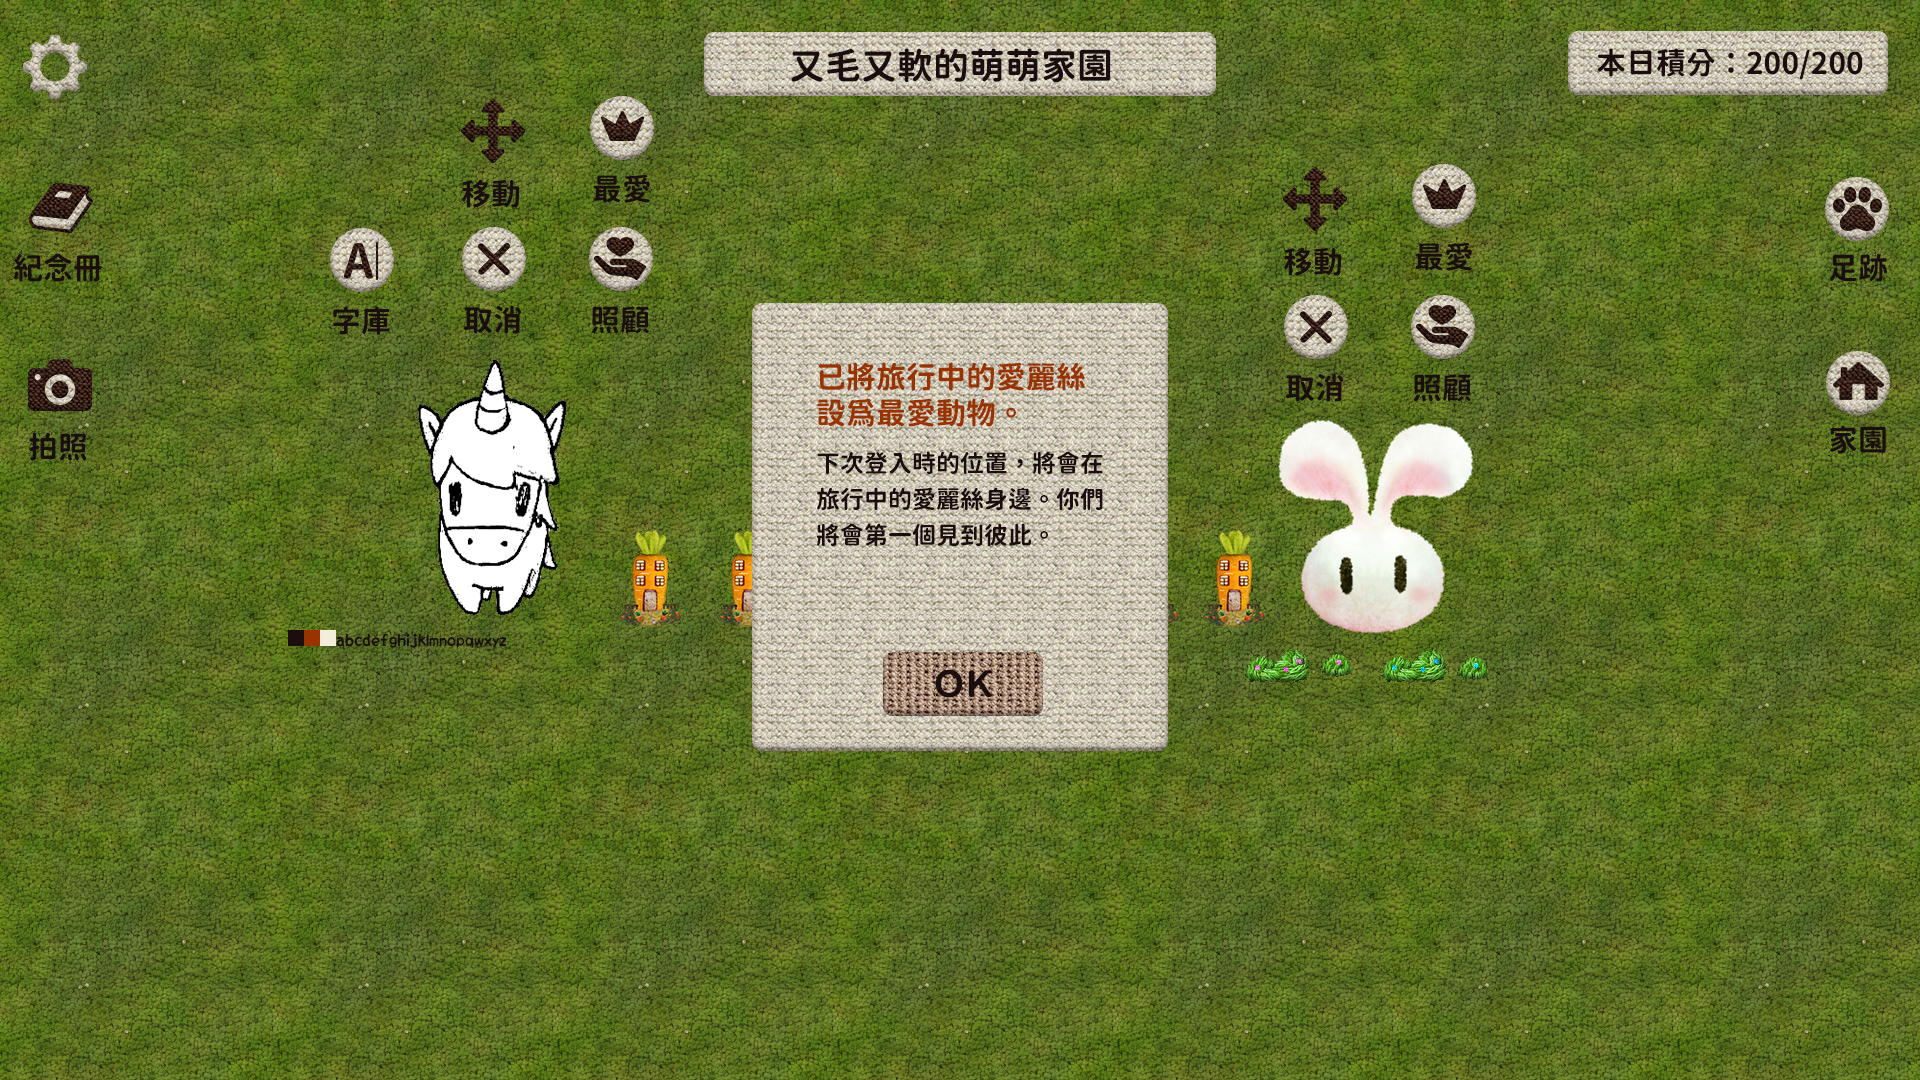 又毛又軟的萌萌家園
本日積分：200/200
移動
最愛
紀念冊
字庫
取消
照顧
拍照
移動
最愛
取消
照顧
足跡
家園
已將旅行中的愛麗絲
設爲最愛動物。
下次登入時的位置，將會在
旅行中的愛麗絲身邊。你們
將會第一個見到彼此。
OK
A
abcdefghijklmnopqwxyz